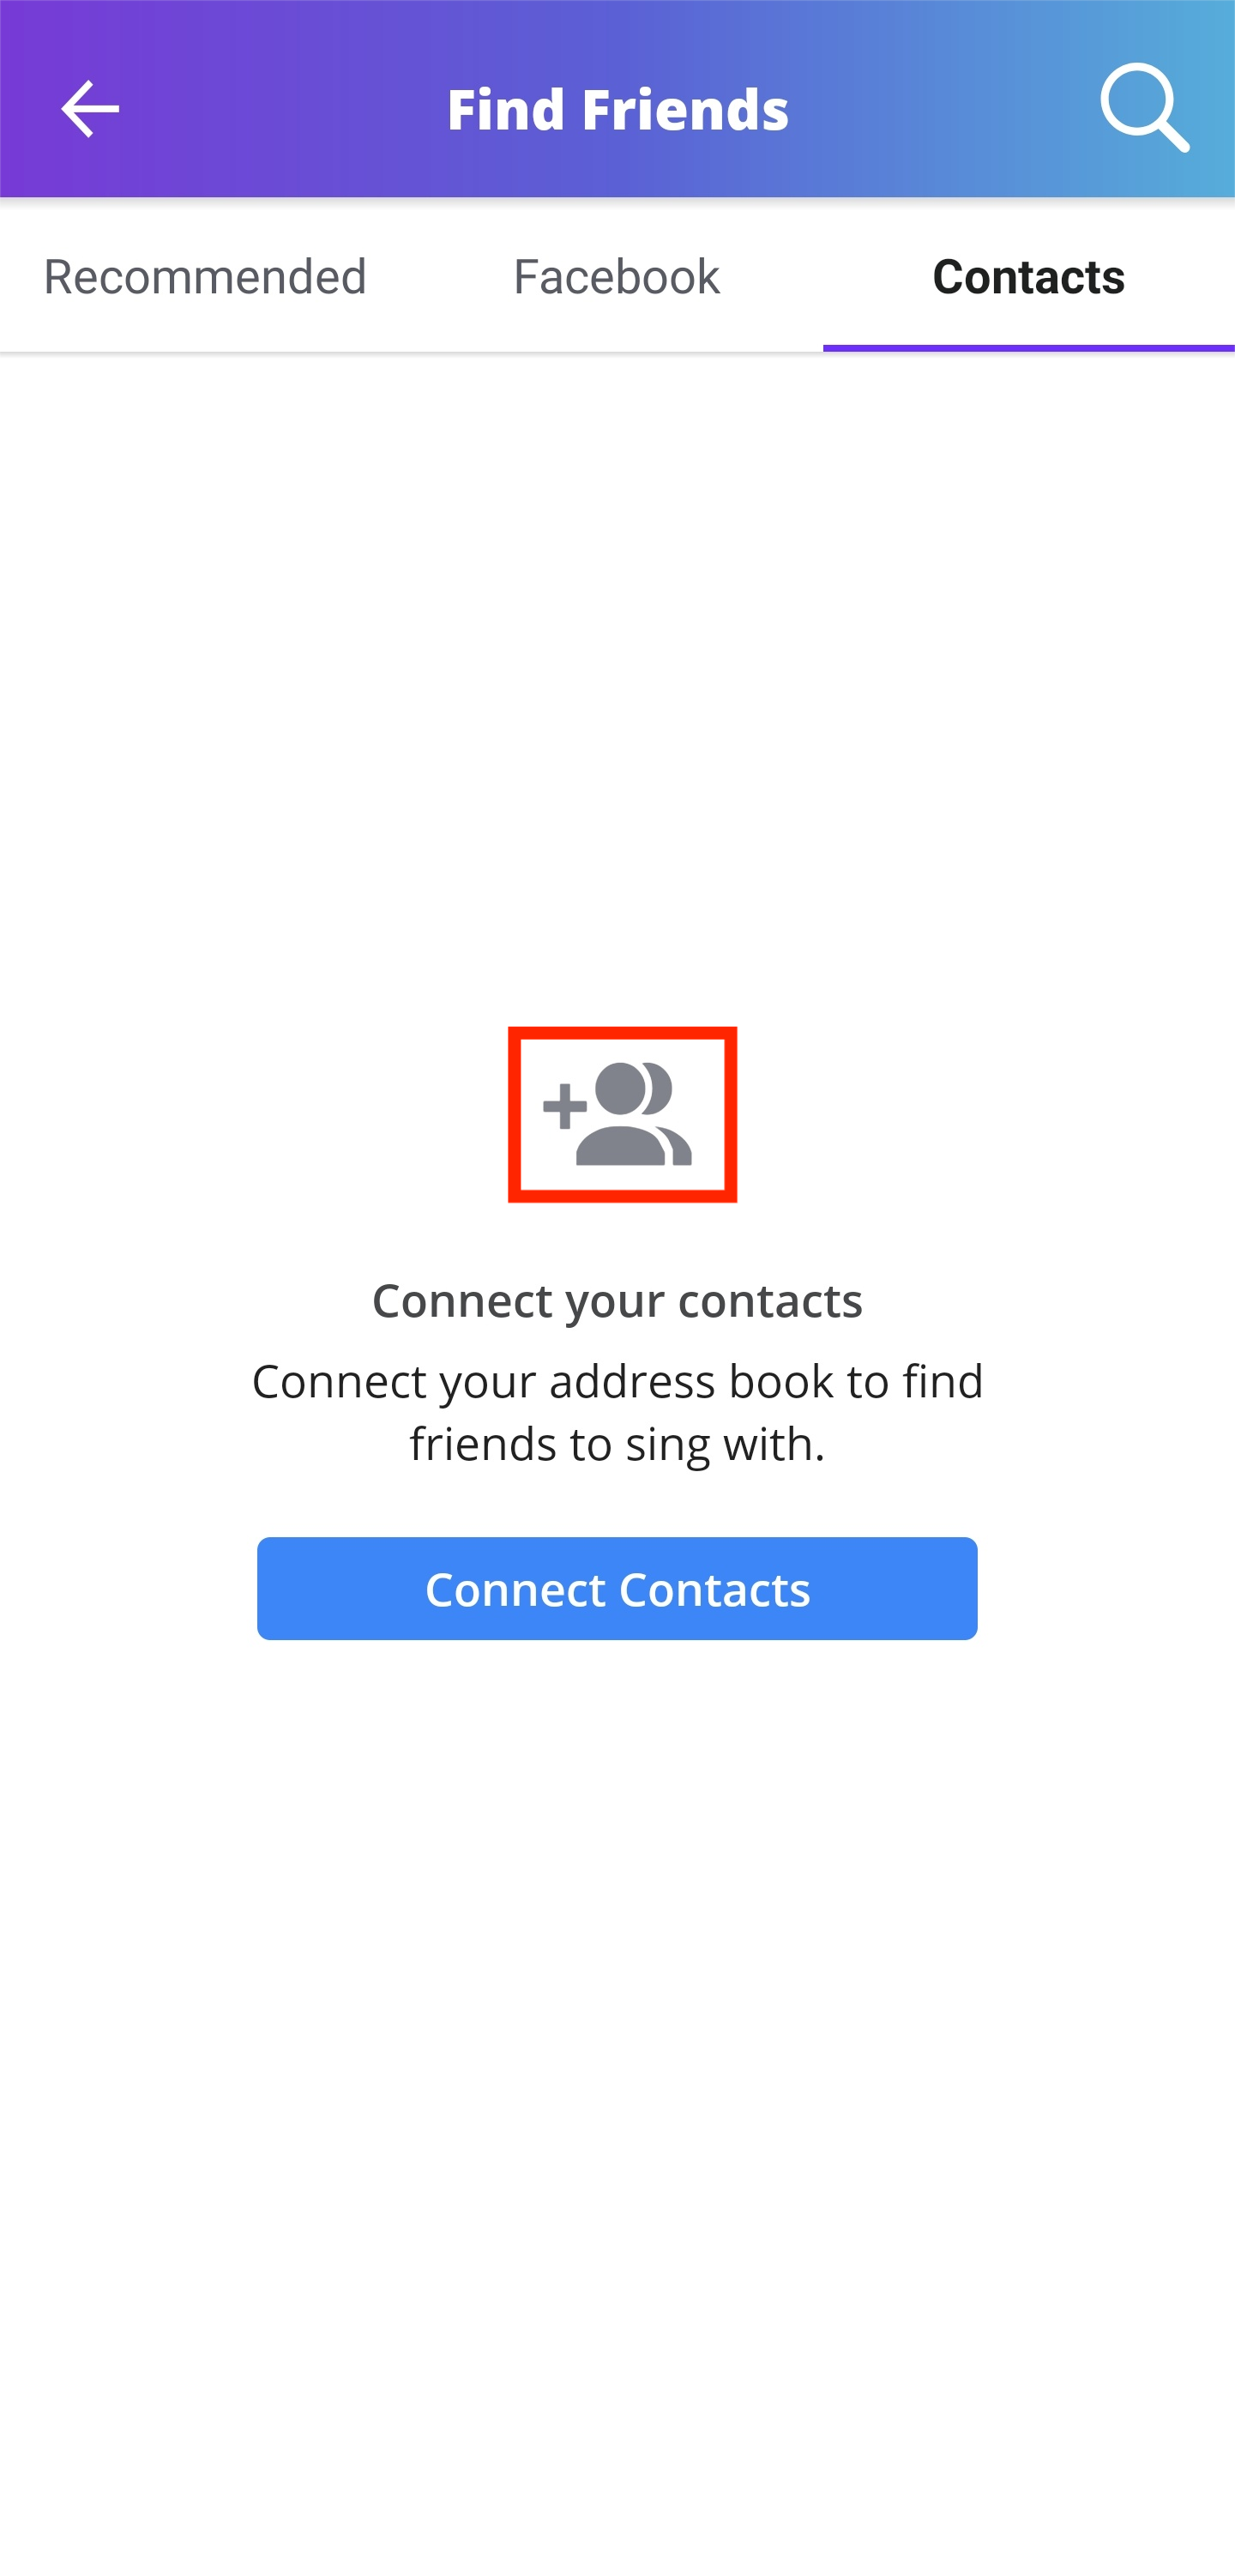 Find Friends
Recommended Facebook Contacts
Connect your contacts
Connect your address book to find
friends to sing with.
Connect Contacts